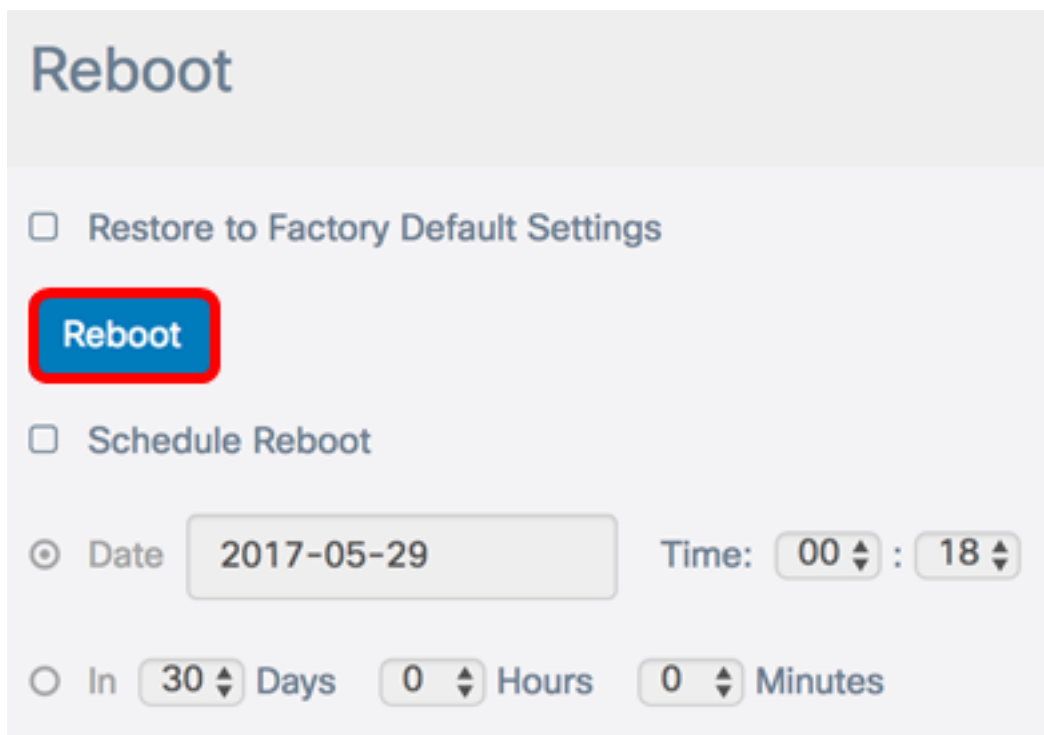 Reboot
Restore to Factory Default Settings
Reboot
Schedule Reboot
Date 2017-05-29 Time: 00 : 18
In 30 Days 0 Hours 0 Minutes